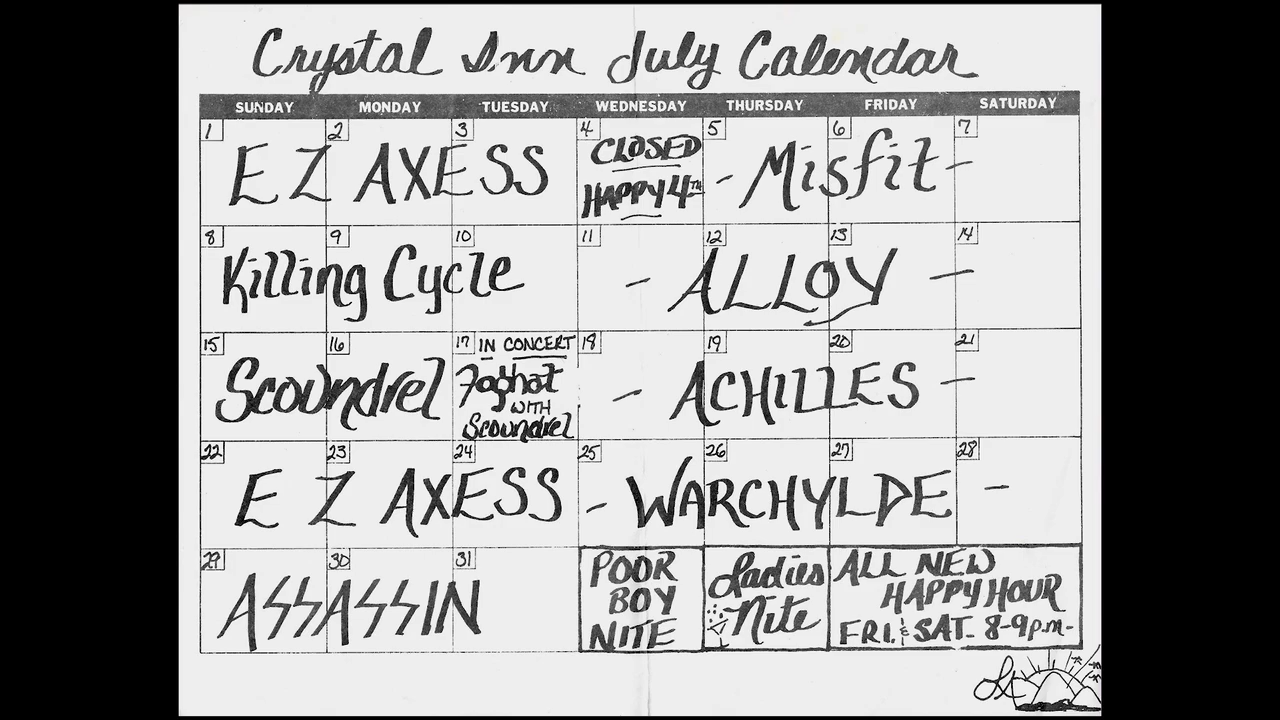 Crystal Inn July Calendar
SUNDAY MONDAY TUESDAY WEDNESDAY THURSDAY FRIDAY SATURDAY
1 2 3 4 5 6 7
E Z AXESS
CLOSED
HAPPY 4TH
- Misfit -
8 9 10 11 12 13 14
Killing Cycle
- ALLOY -
15 16 17 18 19 20 21
Scoundrel
IN CONCERT
Foghat
WITH
Scoundrel
- ACHILLES -
22 23 24 25 26 27 28
E Z AXESS
- WARCHYLDE -
29 30 31
ASSASSIN
POOR
BOY
NITE
Ladies
Nite
ALL NEW
HAPPY HOUR
FRI. & SAT. 8-9p.m.